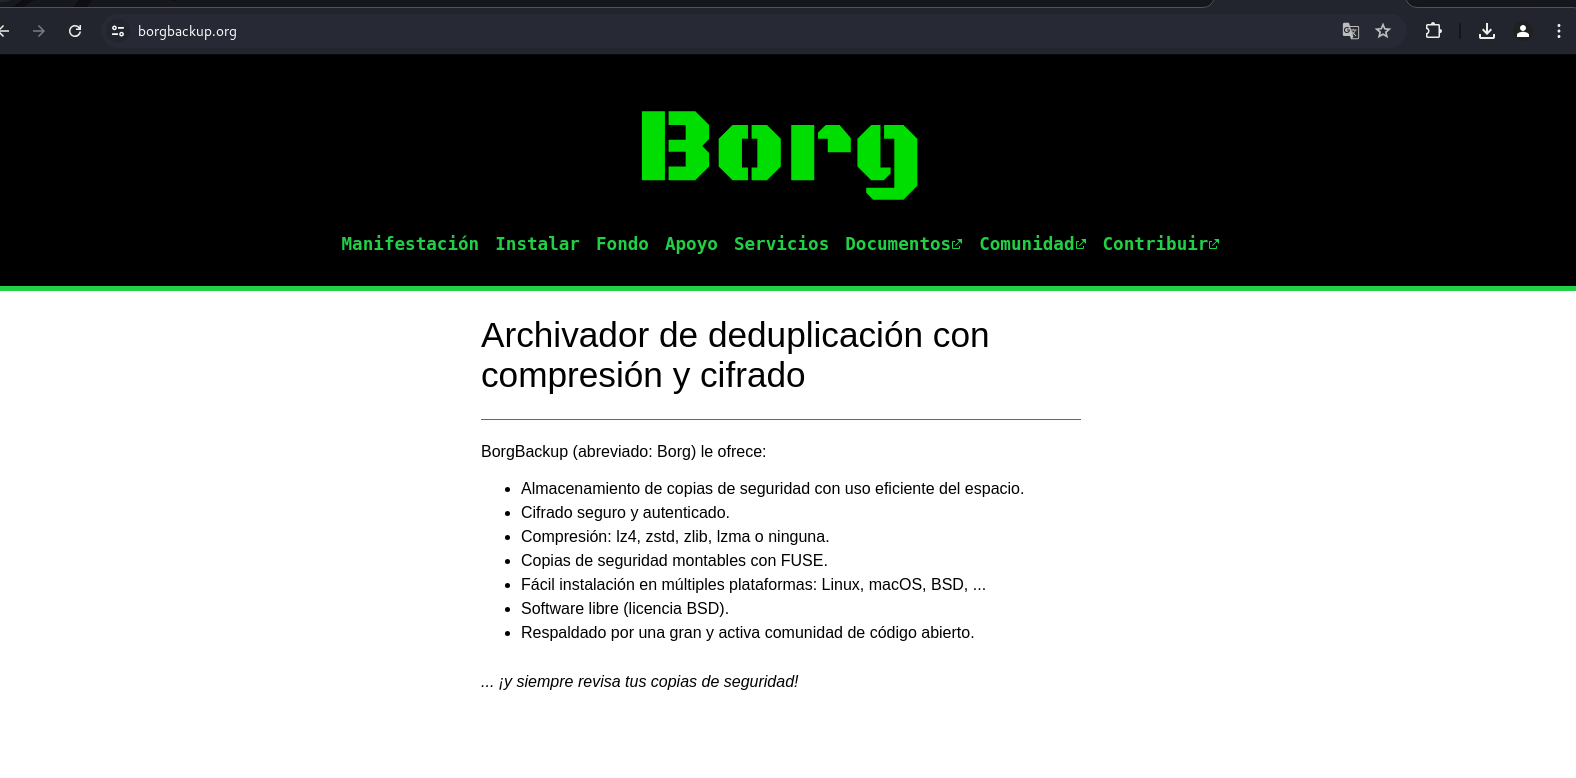 borgbackup.org
Borg
Manifestación Instalar Fondo Apoyo Servicios Documentos Comunidad Contribuir
Archivador de deduplicación con
compresión y cifrado
BorgBackup (abreviado: Borg) le ofrece:
Almacenamiento de copias de seguridad con uso eficiente del espacio.
Cifrado seguro y autenticado.
Compresión: lz4, zstd, zlib, lzma o ninguna.
Copias de seguridad montables con FUSE.
Fácil instalación en múltiples plataformas: Linux, macOS, BSD, ...
Software libre (licencia BSD).
Respaldado por una gran y activa comunidad de código abierto.
... ¡y siempre revisa tus copias de seguridad!